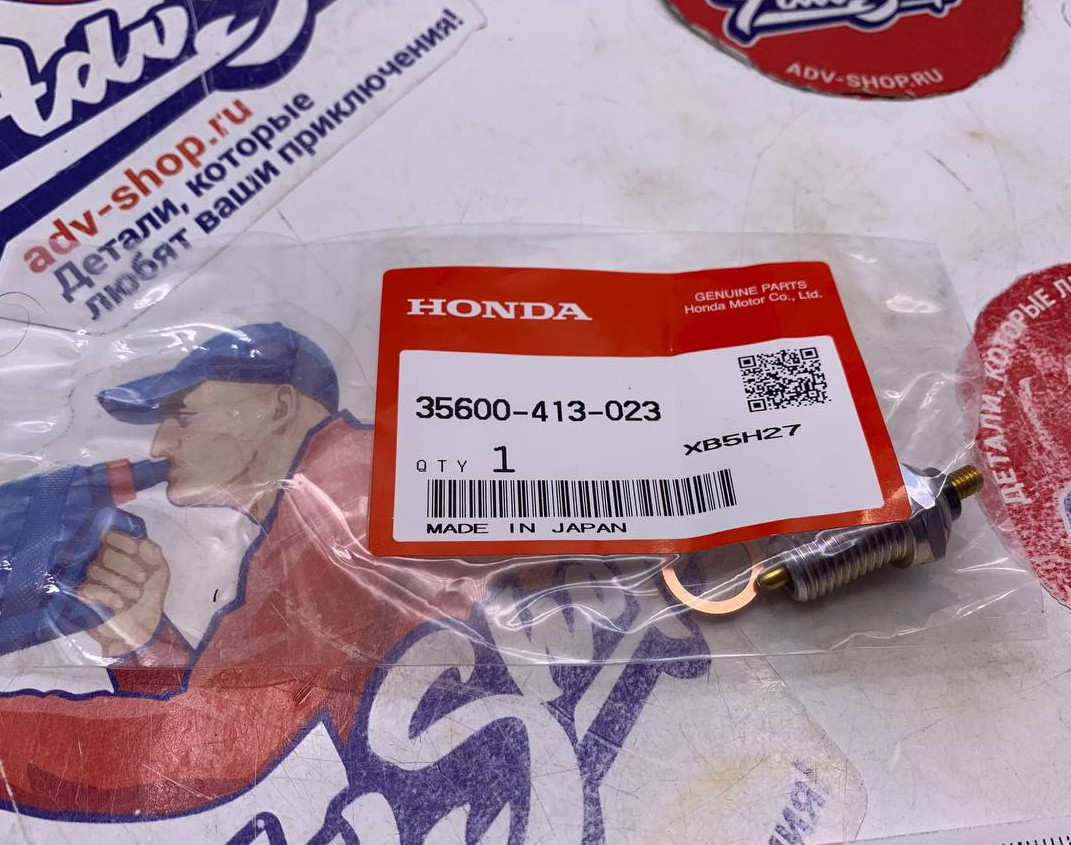 Adv
adv-shop.ru
Детали, которые
любят ваши приключения!
ADV-SHOP.RU
HONDA
GENUINE PARTS
Honda Motor Co., Ltd.
35600-413-023
XB5H27
QTY 1
MADE IN JAPAN
ДЕТАЛИ, КОТОРЫЕ